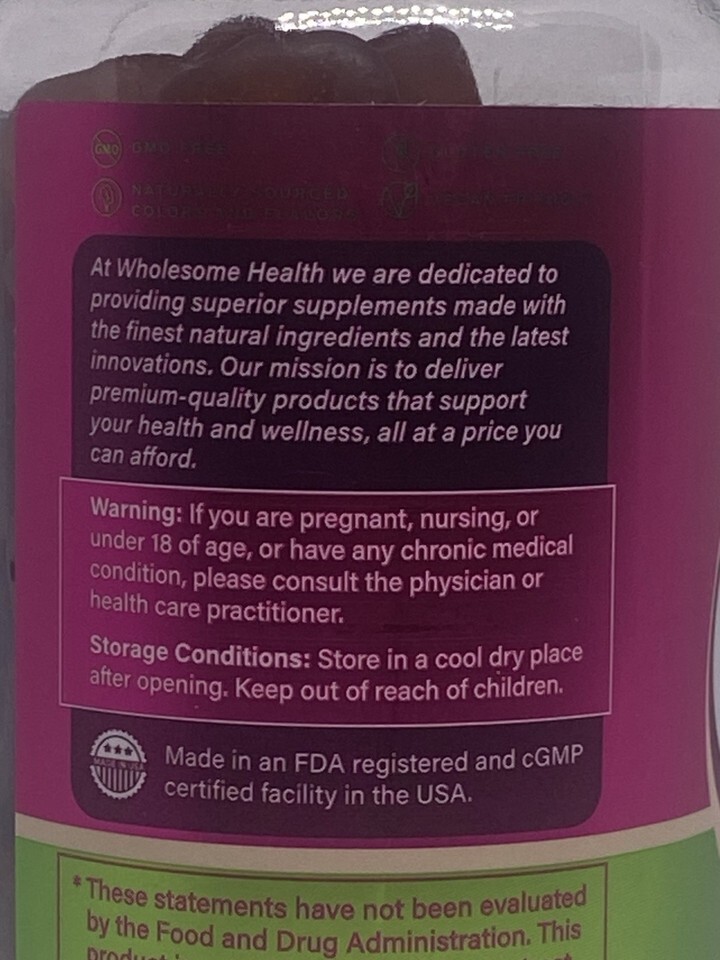 GMO
GMO FREE
NATURALLY SOURCED
COLORS AND FLAVORS
At Wholesome Health we are dedicated to
providing superior supplements made with
the finest natural ingredients and the latest
innovations. Our mission is to deliver
premium-quality products that support
your health and wellness, all at a price you
can afford.
Warning: If you are pregnant, nursing, or
under 18 of age, or have any chronic medical
condition, please consult the physician or
health care practitioner.
Storage Conditions: Store in a cool dry place
after opening. Keep out of reach of children.
MADE IN USA
Made in an FDA registered and cGMP
certified facility in the USA.
*These statements have not been evaluated
by the Food and Drug Administration. This